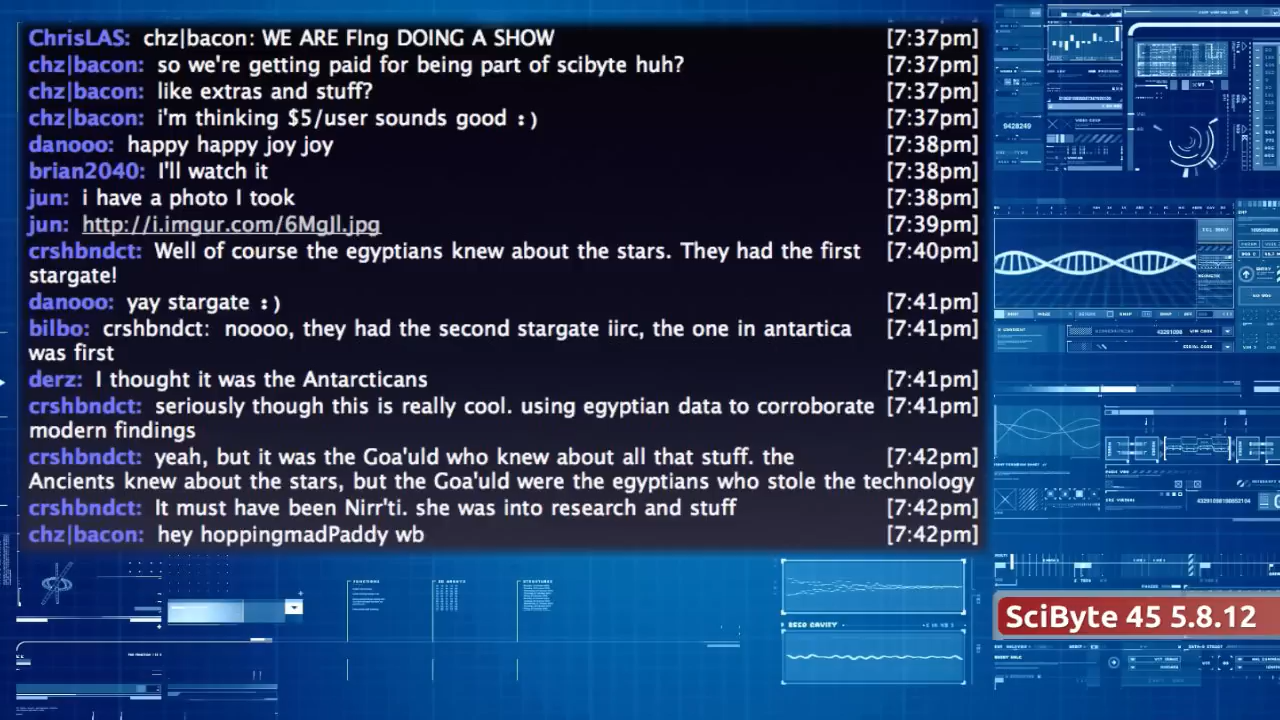 ChrisLAS: chz|bacon: WE ARE FIng DOING A SHOW [7:37pm]
chz|bacon: so we're getting paid for being part of scibyte huh? [7:37pm]
chz|bacon: like extras and stuff? [7:37pm]
chz|bacon: i'm thinking $5/user sounds good :) [7:37pm]
danooo: happy happy joy joy [7:38pm]
brian2040: I'll watch it [7:38pm]
jun: i have a photo I took [7:38pm]
jun: http://i.imgur.com/6MgJl.jpg [7:39pm]
crshbndct: Well of course the egyptians knew about the stars. They had the first [7:40pm]
stargate!
danooo: yay stargate :) [7:41pm]
bilbo: crshbndct: noooo, they had the second stargate iirc, the one in antartica [7:41pm]
was first
derz: I thought it was the Antarcticans [7:41pm]
crshbndct: seriously though this is really cool. using egyptian data to corroborate [7:41pm]
modern findings
crshbndct: yeah, but it was the Goa'uld who knew about all that stuff. the [7:42pm]
Ancients knew about the stars, but the Goa'uld were the egyptians who stole the technology
crshbndct: It must have been Nirr'ti. she was into research and stuff [7:42pm]
chz|bacon: hey hoppingmadPaddy wb [7:42pm]
9428249
SciByte 45 5.8.12